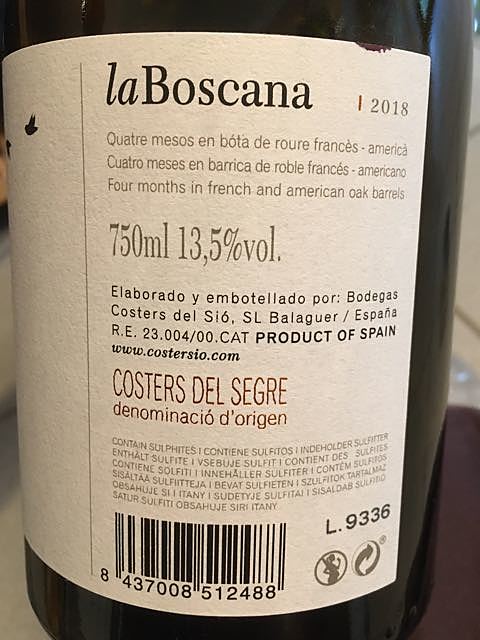 laBoscana | 2018
Quatre mesos en bóta de roure francès - americà
Cuatro meses en barrica de roble francés - americano
Four months in french and american oak barrels
750ml 13,5%vol.
Elaborado y embotellado por: Bodegas
Costers del Sió, SL Balaguer / España
R.E. 23.004/00.CAT PRODUCT OF SPAIN
www.costersio.com
COSTERS DEL SEGRE
denominació d'origen
CONTAIN SULPHITES | CONTIENE SULFITOS | INDEHOLDER SULFITTER
ENTHÄLT SULFITE | VSEBUJE SULFIT | CONTIENT DES SULFITES
CONTIENE SOLFITI | INNEHÅLLER SULFITER | CONTÉM SULFITOS
SISÄLTÄÄ SULFIITTEJA | BEVAT SULFIETEN | SZULFITOK TARTALMAZ
OBSAHUJE SI I ITANY | SUDETYJE SULFITAI | SISALDAB SULFITID
SATUR SULFITI OBSAHUJE SIRI ITANY
L.9336
8 437008 512488